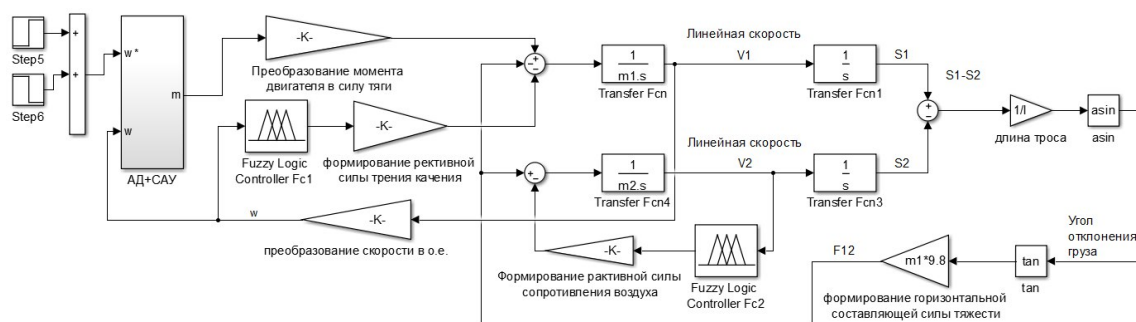 Step5
Step6
+
+
w *
w
m
АД+САУ
-K-
Преобразование момента
двигателя в силу тяги
Fuzzy Logic
Controller Fc1
-K-
формирование рективной
силы трения качения
-K-
w
преобразование скорости в о.е.
1
m1.s
Transfer Fcn
Линейная скорость
V1
1
s
Transfer Fcn1
S1
S1-S2
1/l
длина троса
asin
asin
1
m2.s
Transfer Fcn4
Линейная скорость
V2
1
s
Transfer Fcn3
S2
-K-
Формирование рактивной силы
сопротивления воздуха
Fuzzy Logic
Controller Fc2
F12
m1*9.8
формирование горизонтальной
составляющей силы тяжести
tan
tan
Угол
отклонения
груза